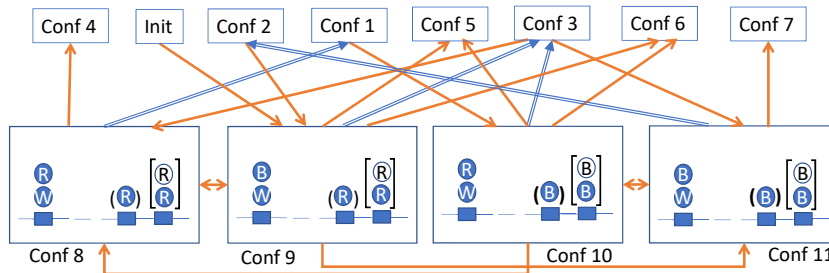 Conf 4 Init Conf 2 Conf 1 Conf 5 Conf 3 Conf 6 Conf 7
R R B R R B B B
W (R) R W (R) R W (B) B W (B) B
Conf 8 Conf 9 Conf 10 Conf 11